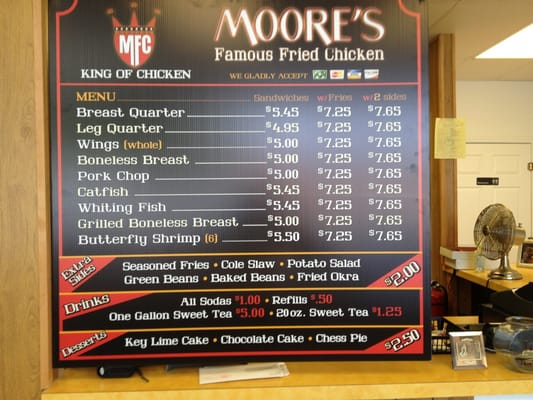 MFC
KING OF CHICKEN
MOORE'S
Famous Fried Chicken
WE GLADLY ACCEPT
MENU Sandwiches w/Fries w/2 sides
Breast Quarter $5.45 $7.25 $7.65
Leg Quarter $4.95 $7.25 $7.65
Wings (whole) $5.00 $7.25 $7.65
Boneless Breast $5.00 $7.25 $7.65
Pork Chop $5.00 $7.25 $7.65
Catfish $5.45 $7.25 $7.65
Whiting Fish $5.45 $7.25 $7.65
Grilled Boneless Breast $5.00 $7.25 $7.65
Butterfly Shrimp (6) $5.50 $7.25 $7.65
Extra Sides
Seasoned Fries • Cole Slaw • Potato Salad
Green Beans • Baked Beans • Fried Okra
$2.00
Drinks
All Sodas $1.00 • Refills $.50
One Gallon Sweet Tea $5.00 • 20oz. Sweet Tea $1.25
Desserts
Key Lime Cake • Chocolate Cake • Chess Pie
$2.50